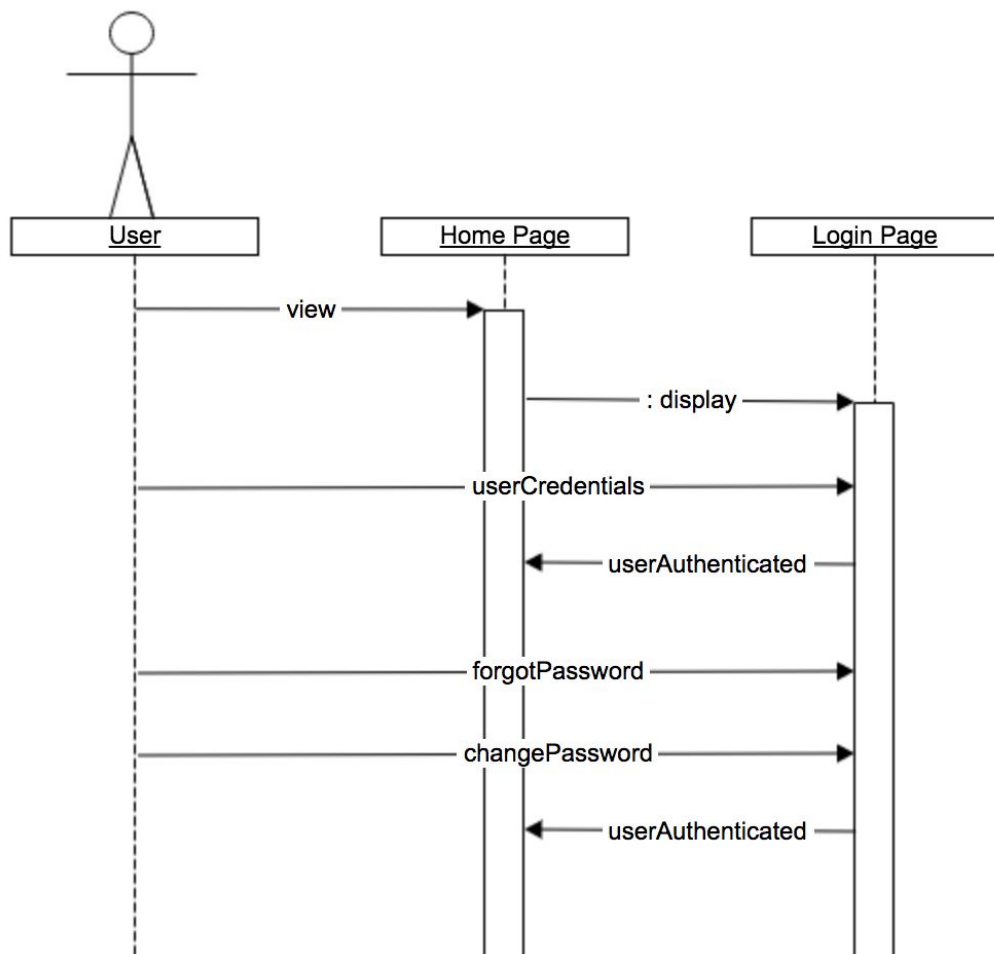 User
Home Page
Login Page
view
: display
userCredentials
userAuthenticated
forgotPassword
changePassword
userAuthenticated